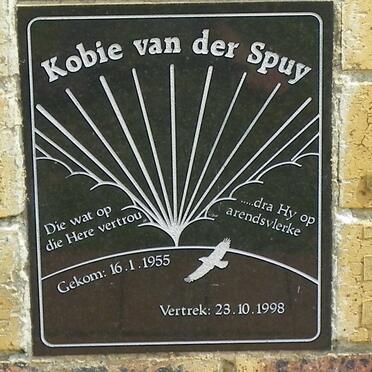 Kobie van der Spuy
Die wat op
die Here vertrou
.....dra Hy op
arendsvlerke
Gekom: 16.1.1955
Vertrek: 23.10.1998